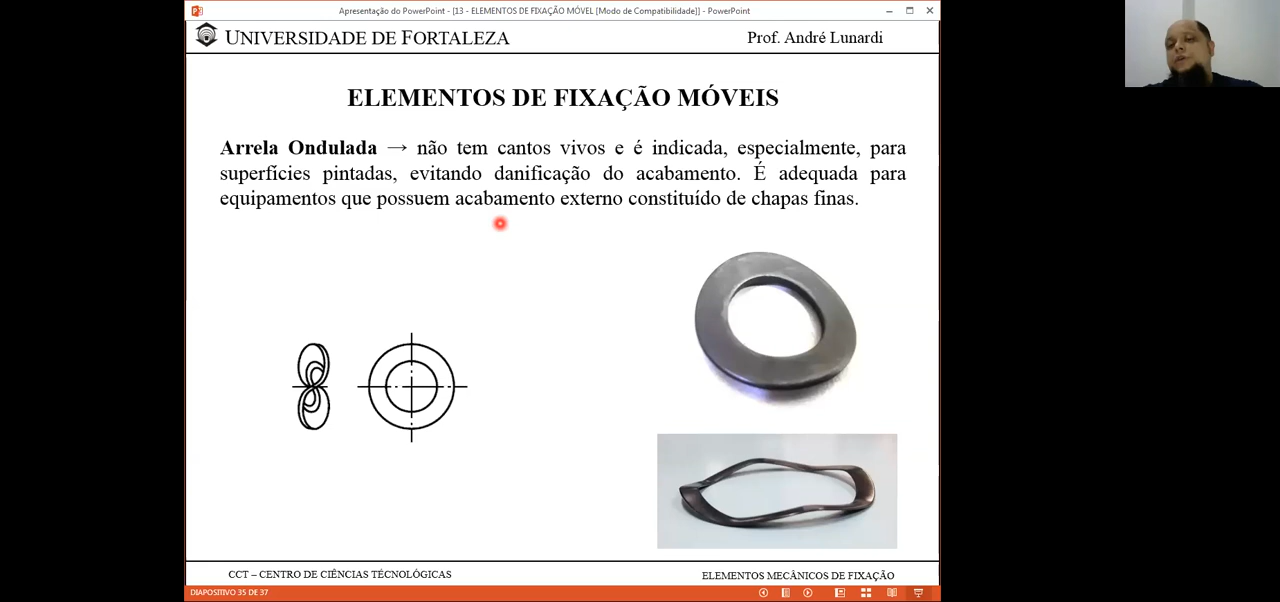 Apresentação do PowerPoint - [13 - ELEMENTOS DE FIXAÇÃO MÓVEL [Modo de Compatibilidade]] - PowerPoint
UNIVERSIDADE DE FORTALEZA
Prof. André Lunardi
ELEMENTOS DE FIXAÇÃO MÓVEIS
Arrela Ondulada → não tem cantos vivos e é indicada, especialmente, para
superfícies pintadas, evitando danificação do acabamento. É adequada para
equipamentos que possuem acabamento externo constituído de chapas finas.
CCT – CENTRO DE CIÊNCIAS TÉCNOLÓGICAS
ELEMENTOS MECÂNICOS DE FIXAÇÃO
DIAPOSITIVO 35 DE 37